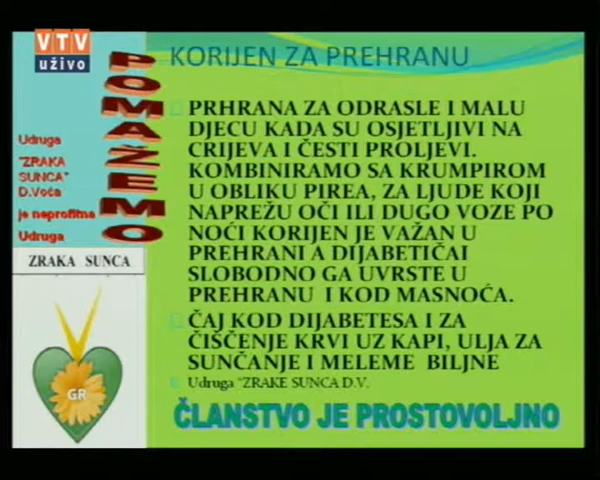 VTV
uživo
POMAŽEMO
Udruga
"ZRAKA
SUNCA"
D.Voća
je neprofitna
Udruga
ZRAKA SUNCA
GR
KORIJEN ZA PREHRANU
PRHRANA ZA ODRASLE I MALU
DJECU KADA SU OSJETLJIVI NA
CRIJEVA I ČESTI PROLJEVI.
KOMBINIRAMO SA KRUMPIROM
U OBLIKU PIREA, ZA LJUDE KOJI
NAPREŽU OČI ILI DUGO VOZE PO
NOĆI KORIJEN JE VAŽAN U
PREHRANI A DIJABETIČAI
SLOBODNO GA UVRSTE U
PREHRANU I KOD MASNOĆA.
ČAJ KOD DIJABETESA I ZA
ČIŠĆENJE KRVI UZ KAPI, ULJA ZA
SUNČANJE I MELEME BILJNE
Udruga "ZRAKE SUNCA D.V.
ČLANSTVO JE PROSTOVOLJNO